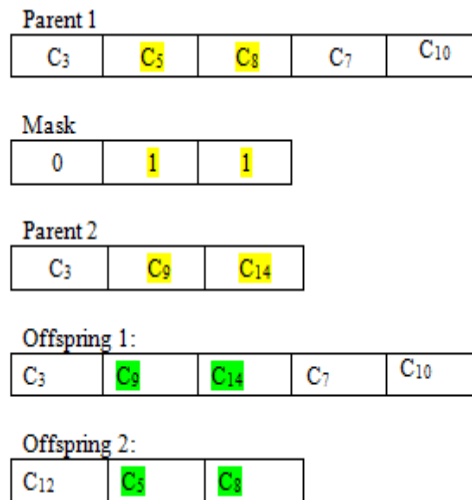 Parent 1
C3 C5 C8 C7 C10
Mask
0 1 1
Parent 2
C3 C9 C14
Offspring 1:
C3 C9 C14 C7 C10
Offspring 2:
C12 C5 C8